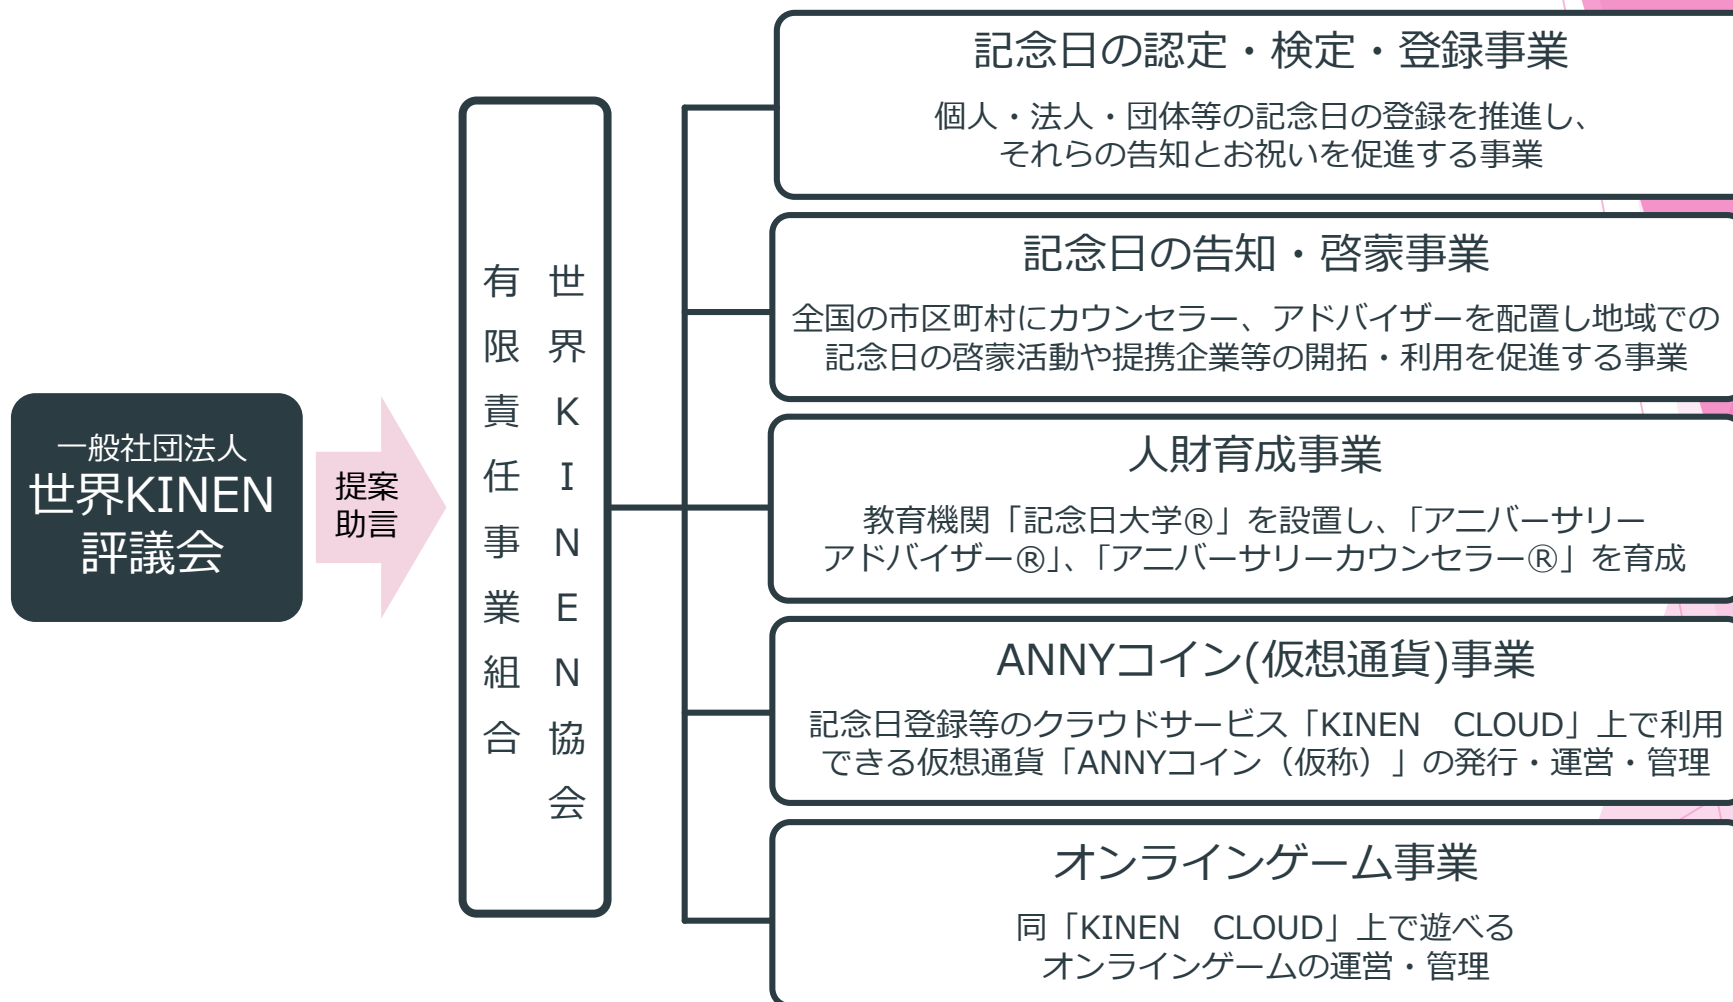 一般社団法人
世界KINEN
評議会
提案
助言
世界KINEN協会
有限責任事業組合
記念日の認定・検定・登録事業
個人・法人・団体等の記念日の登録を推進し、
それらの告知とお祝いを促進する事業
記念日の告知・啓蒙事業
全国の市区町村にカウンセラー、アドバイザーを配置し地域での
記念日の啓蒙活動や提携企業等の開拓・利用を促進する事業
人財育成事業
教育機関「記念日大学®」を設置し、「アニバーサリー
アドバイザー®」、「アニバーサリーカウンセラー®」を育成
ANNYコイン(仮想通貨)事業
記念日登録等のクラウドサービス「KINEN　CLOUD」上で利用
できる仮想通貨「ANNYコイン（仮称）」の発行・運営・管理
オンラインゲーム事業
同「KINEN　CLOUD」上で遊べる
オンラインゲームの運営・管理